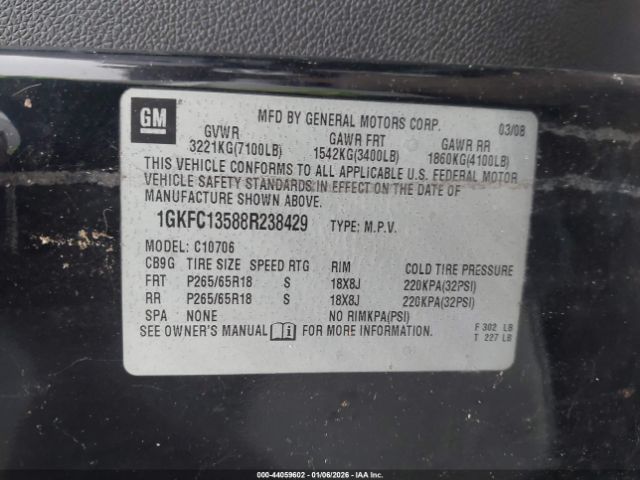 GM
MFD BY GENERAL MOTORS CORP. 03/08
GVWR GAWR FRT GAWR RR
3221KG(7100LB) 1542KG(3400LB) 1860KG(4100LB)
THIS VEHICLE CONFORMS TO ALL APPLICABLE U.S. FEDERAL MOTOR
VEHICLE SAFETY STANDARDS IN EFFECT ON THE DATE OF
MANUFACTURE SHOWN ABOVE.
1GKFC13588R238429 TYPE: M.P.V.
MODEL: C10706
CB9G TIRE SIZE SPEED RTG RIM COLD TIRE PRESSURE
FRT P265/65R18 S 18X8J 220KPA(32PSI)
RR P265/65R18 S 18X8J 220KPA(32PSI)
SPA NONE NO RIMKPA(PSI)
SEE OWNER'S MANUAL FOR MORE INFORMATION.
F 302 LB
T 227 LB
000-44059602 - 01/06/2026 - IAAI.COM